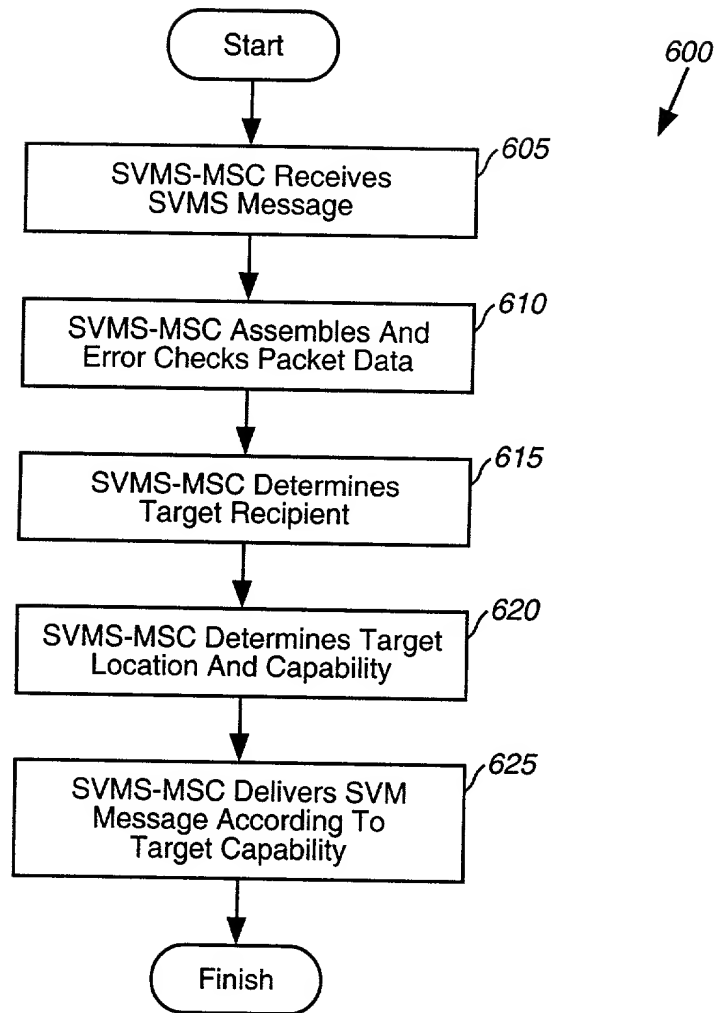 Start
600
605
SVMS-MSC Receives
SVMS Message
610
SVMS-MSC Assembles And
Error Checks Packet Data
615
SVMS-MSC Determines
Target Recipient
620
SVMS-MSC Determines Target
Location And Capability
625
SVMS-MSC Delivers SVM
Message According To
Target Capability
Finish